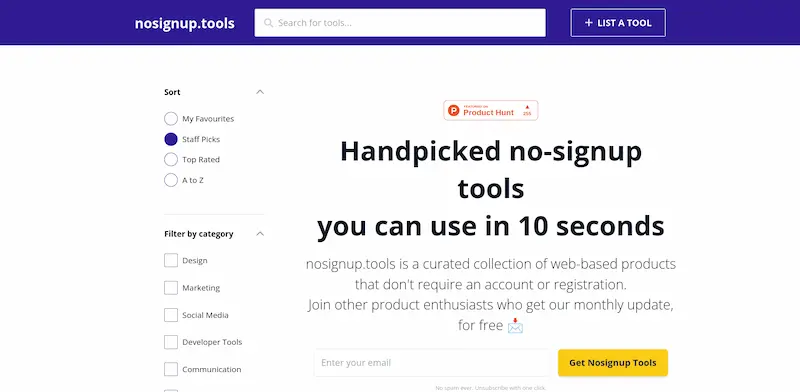 nosignup.tools
Search for tools...
+ LIST A TOOL
Sort
My Favourites
Staff Picks
Top Rated
A to Z
Filter by category
Design
Marketing
Social Media
Developer Tools
Communication
FEATURED ON
Product Hunt
255
Handpicked no-signup
tools
you can use in 10 seconds
nosignup.tools is a curated collection of web-based products
that don't require an account or registration.
Join other product enthusiasts who get our monthly update,
for free 📩
Enter your email
Get Nosignup Tools
No spam ever. Unsubscribe with one click.